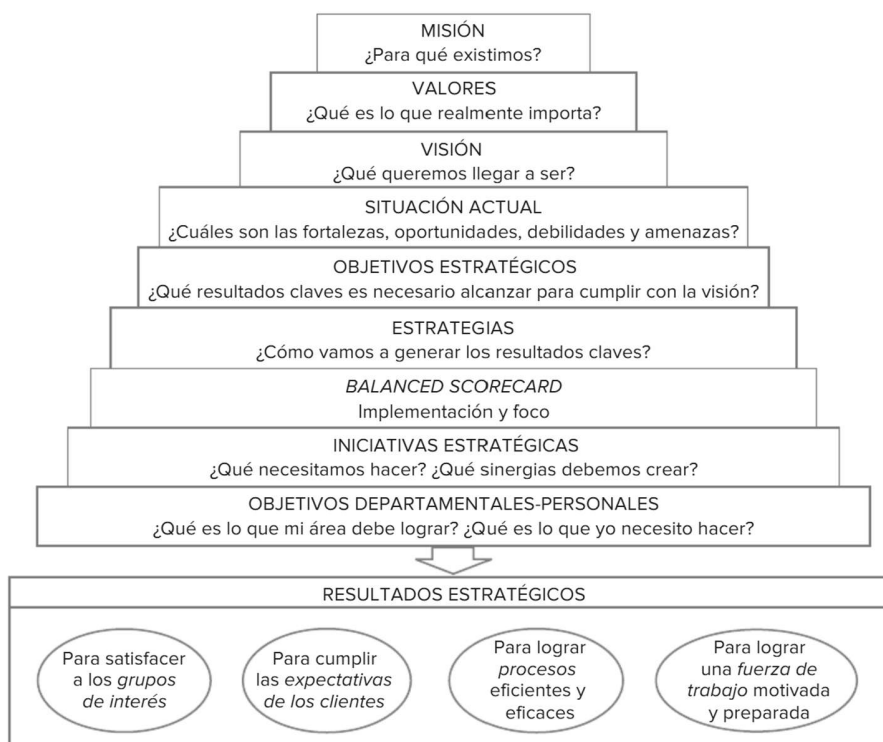 MISIÓN
¿Para qué existimos?
VALORES
¿Qué es lo que realmente importa?
VISIÓN
¿Qué queremos llegar a ser?
SITUACIÓN ACTUAL
¿Cuáles son las fortalezas, oportunidades, debilidades y amenazas?
OBJETIVOS ESTRATÉGICOS
¿Qué resultados claves es necesario alcanzar para cumplir con la visión?
ESTRATEGIAS
¿Cómo vamos a generar los resultados claves?
BALANCED SCORECARD
Implementación y foco
INICIATIVAS ESTRATÉGICAS
¿Qué necesitamos hacer? ¿Qué sinergias debemos crear?
OBJETIVOS DEPARTAMENTALES-PERSONALES
¿Qué es lo que mi área debe lograr? ¿Qué es lo que yo necesito hacer?
RESULTADOS ESTRATÉGICOS
Para satisfacer
a los grupos
de interés
Para cumplir
las expectativas
de los clientes
Para lograr
procesos
eficientes y
eficaces
Para lograr
una fuerza de
trabajo motivada
y preparada